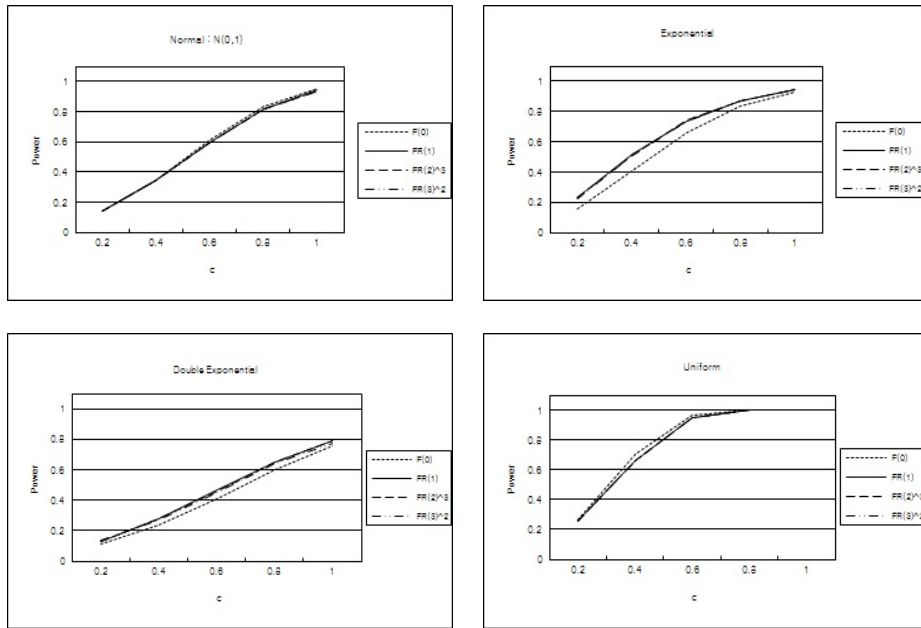 Normal : N(0,1)
Power
1
0.8
0.6
0.4
0.2
0
0.2 0.4 0.6 0.8 1
c
F(0)
FR(1)
FR(2)^3
FR(3)^2
Exponential
Power
1
0.8
0.6
0.4
0.2
0
0.2 0.4 0.6 0.8 1
c
F(0)
FR(1)
FR(2)^3
FR(3)^2
Double Exponential
Power
1
0.8
0.6
0.4
0.2
0
0.2 0.4 0.6 0.8 1
c
F(0)
FR(1)
FR(2)^3
FR(3)^2
Uniform
Power
1
0.8
0.6
0.4
0.2
0
0.2 0.4 0.6 0.8 1
c
F(0)
FR(1)
FR(2)^3
FR(3)^2